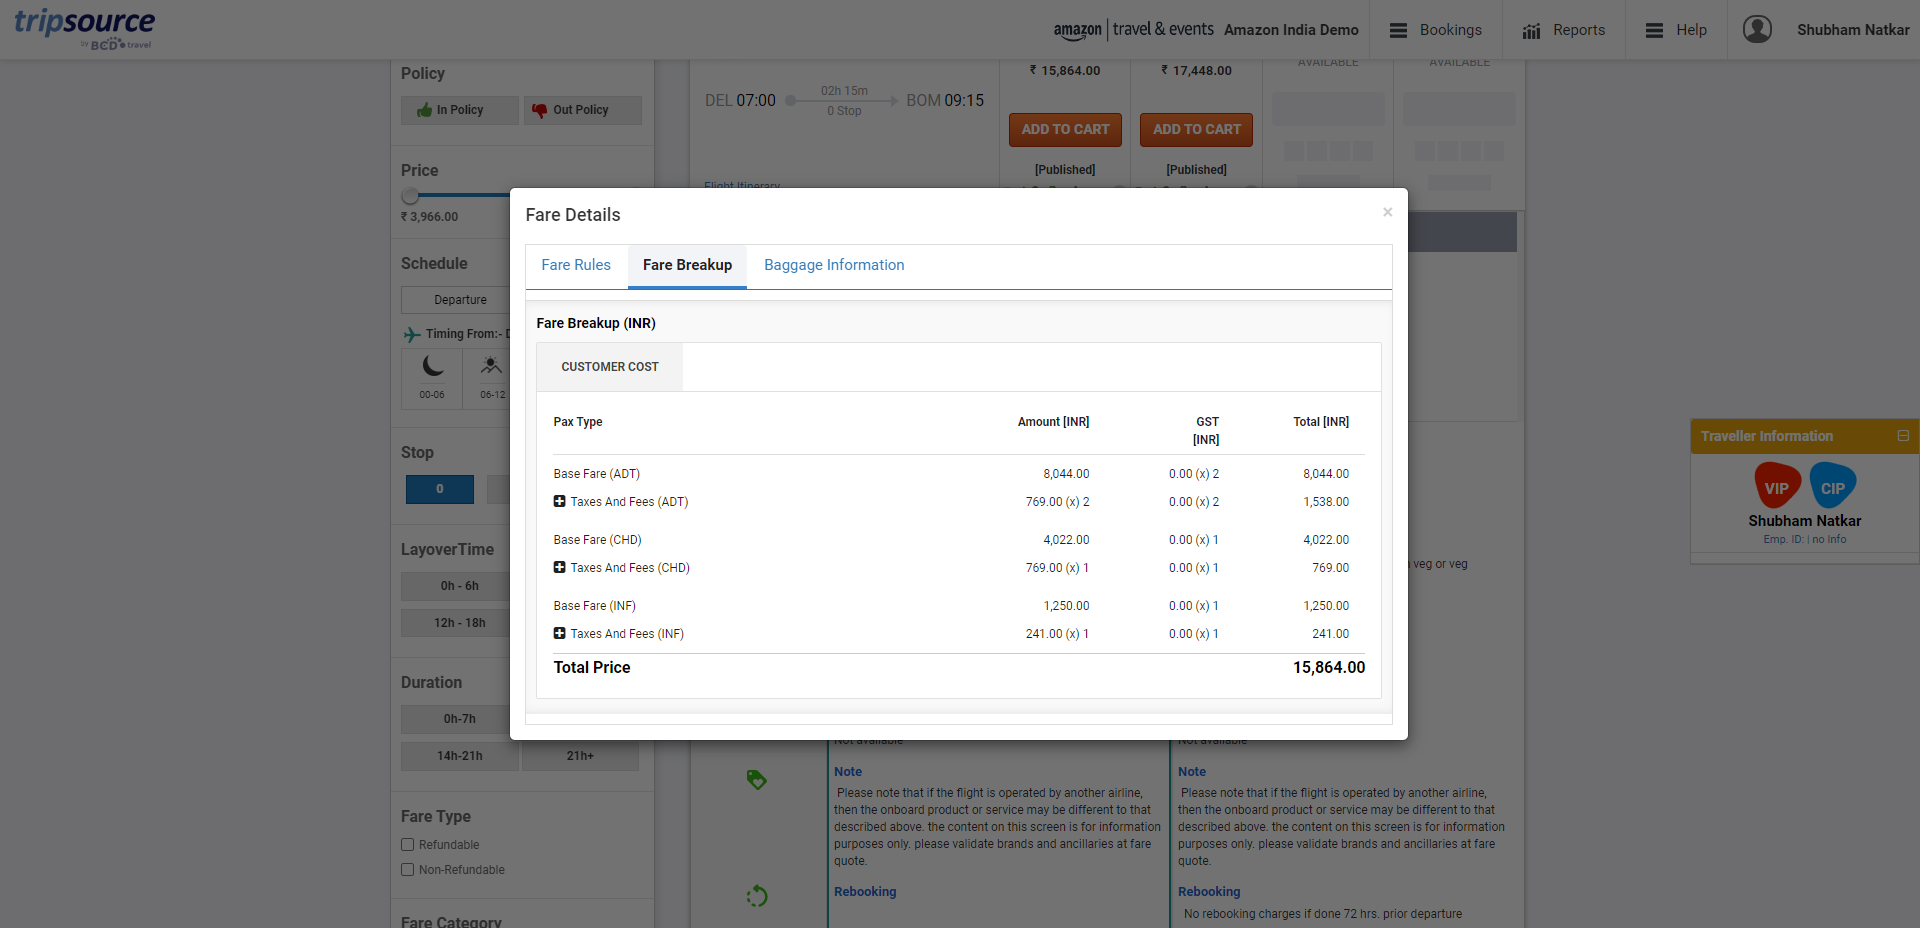 tripsource
by BCD travel
amazon travel & events Amazon India Demo
Bookings
Reports
Help
Shubham Natkar
Policy
In Policy
Out Policy
Price
₹ 3,966.00
Schedule
Departure
Timing From:-
00-06
06-12
Stop
0
LayoverTime
0h - 6h
12h - 18h
Duration
0h-7h
14h-21h
21h+
Fare Type
Refundable
Non-Refundable
Fare Category
₹ 15,864.00
₹ 17,448.00
AVAILABLE
AVAILABLE
DEL 07:00
02h 15m
0 Stop
BOM 09:15
ADD TO CART
ADD TO CART
[Published]
[Published]
Flight Itinerary
Fare Details
×
Fare Rules
Fare Breakup
Baggage Information
Fare Breakup (INR)
CUSTOMER COST
Pax Type Amount [INR] GST [INR] Total [INR]
Base Fare (ADT) 8,044.00 0.00 (x) 2 8,044.00
Taxes And Fees (ADT) 769.00 (x) 2 0.00 (x) 2 1,538.00
Base Fare (CHD) 4,022.00 0.00 (x) 1 4,022.00
Taxes And Fees (CHD) 769.00 (x) 1 0.00 (x) 1 769.00
Base Fare (INF) 1,250.00 0.00 (x) 1 1,250.00
Taxes And Fees (INF) 241.00 (x) 1 0.00 (x) 1 241.00
Total Price 15,864.00
veg or veg
Not available
Note
Please note that if the flight is operated by another airline,
then the onboard product or service may be different to that
described above. the content on this screen is for information
purposes only. please validate brands and ancillaries at fare
quote.
Rebooking
Not available
Note
Please note that if the flight is operated by another airline,
then the onboard product or service may be different to that
described above. the content on this screen is for information
purposes only. please validate brands and ancillaries at fare
quote.
Rebooking
No rebooking charges if done 72 hrs. prior departure
Traveller Information
VIP
CIP
Shubham Natkar
Emp. ID: | no Info